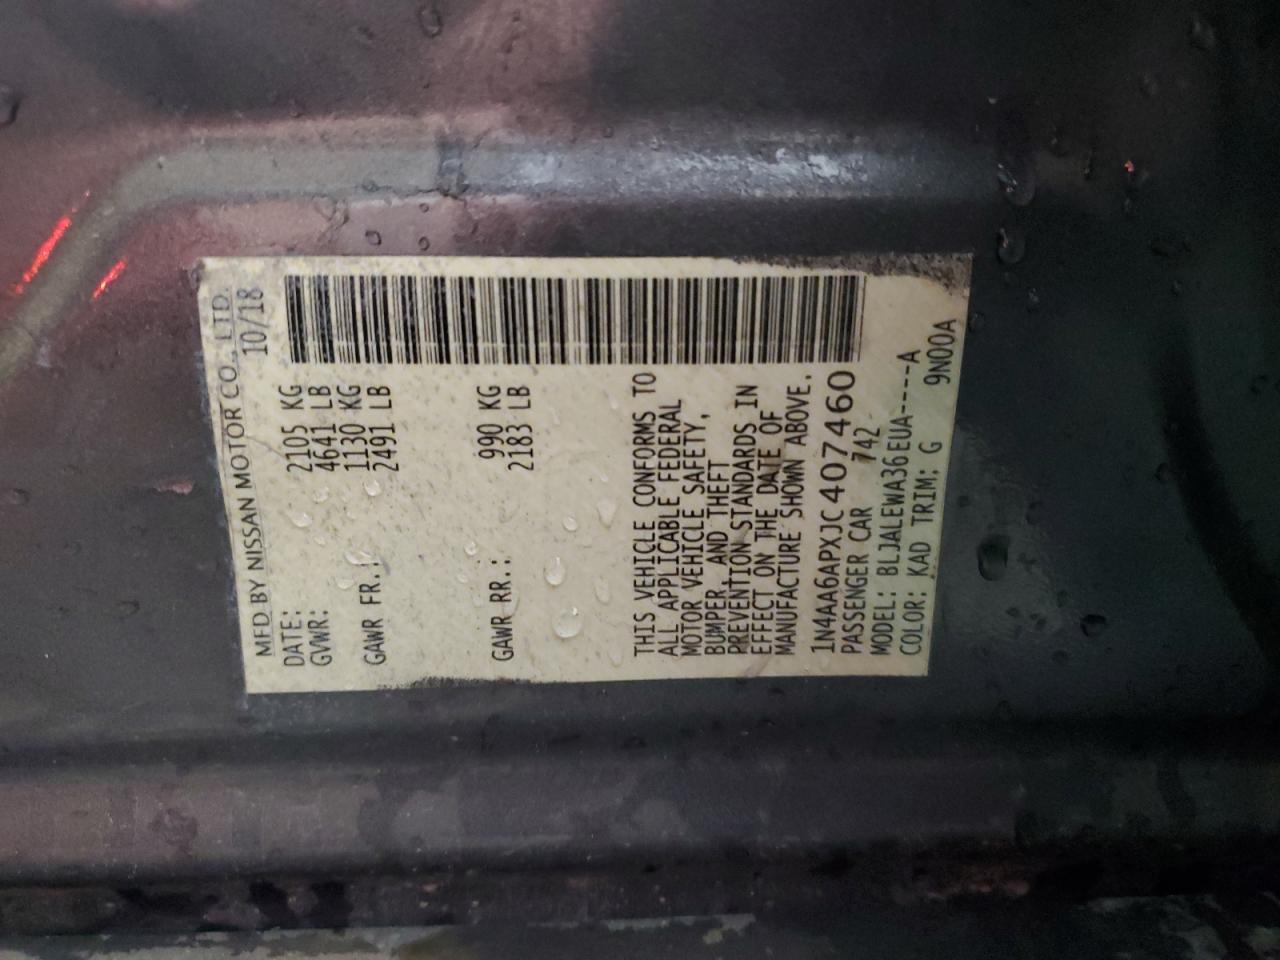 MFD BY NISSAN MOTOR CO., LTD.
DATE: 10/18
GVWR: 2105 KG
4641 LB
GAWR FR.: 1130 KG
2491 LB
GAWR RR.: 990 KG
2183 LB
THIS VEHICLE CONFORMS TO
ALL APPLICABLE FEDERAL
MOTOR VEHICLE SAFETY,
BUMPER, AND THEFT
PREVENTION STANDARDS IN
EFFECT ON THE DATE OF
MANUFACTURE SHOWN ABOVE.
1N4AA6APXJC407460
PASSENGER CAR 742
MODEL: BLJALEWA36EUA-----A
COLOR: KAD TRIM: G 9N00A